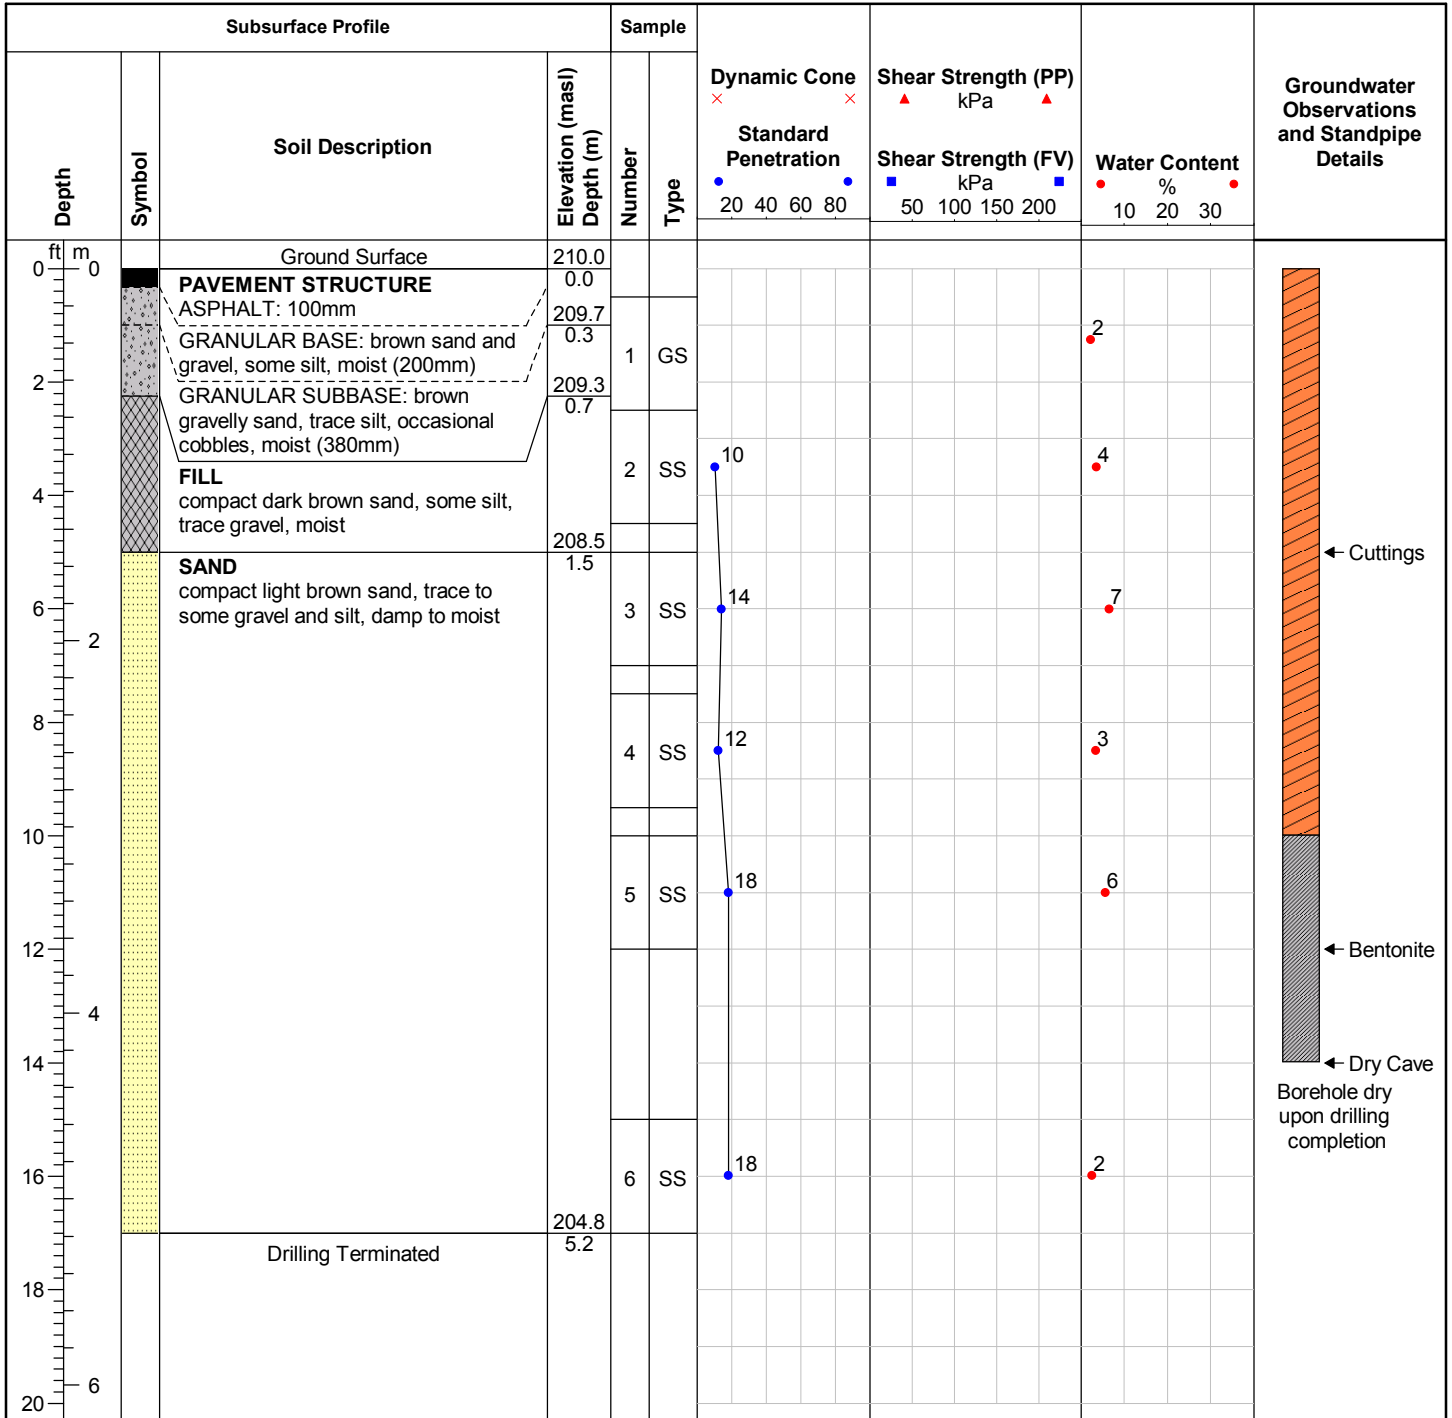 Subsurface Profile
Sample
Depth
Symbol
Soil Description
Elevation (masl)
Depth (m)
Number
Type
Dynamic Cone
Standard
Penetration
20 40 60 80
Shear Strength (PP)
kPa
Shear Strength (FV)
kPa
50 100 150 200
Water Content
%
10 20 30
Groundwater
Observations
and Standpipe
Details
ft m
0 0
2
4
6
2
8
10
12
4
14
16
18
6
20
Ground Surface
210.0
0.0
PAVEMENT STRUCTURE
ASPHALT: 100mm
209.7
0.3
GRANULAR BASE: brown sand and
gravel, some silt, moist (200mm)
209.3
0.7
GRANULAR SUBBASE: brown
gravelly sand, trace silt, occasional
cobbles, moist (380mm)
FILL
compact dark brown sand, some silt,
trace gravel, moist
208.5
1.5
SAND
compact light brown sand, trace to
some gravel and silt, damp to moist
204.8
5.2
Drilling Terminated
1 GS
2 SS
3 SS
4 SS
5 SS
6 SS
10
14
12
18
18
2
4
7
3
6
2
Cuttings
Bentonite
Dry Cave
Borehole dry
upon drilling
completion